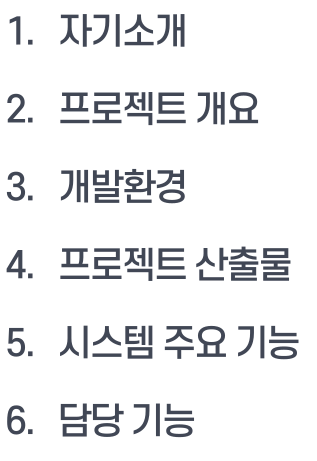 1. 자기소개
2. 프로젝트 개요
3. 개발환경
4. 프로젝트 산출물
5. 시스템 주요 기능
6. 담당 기능